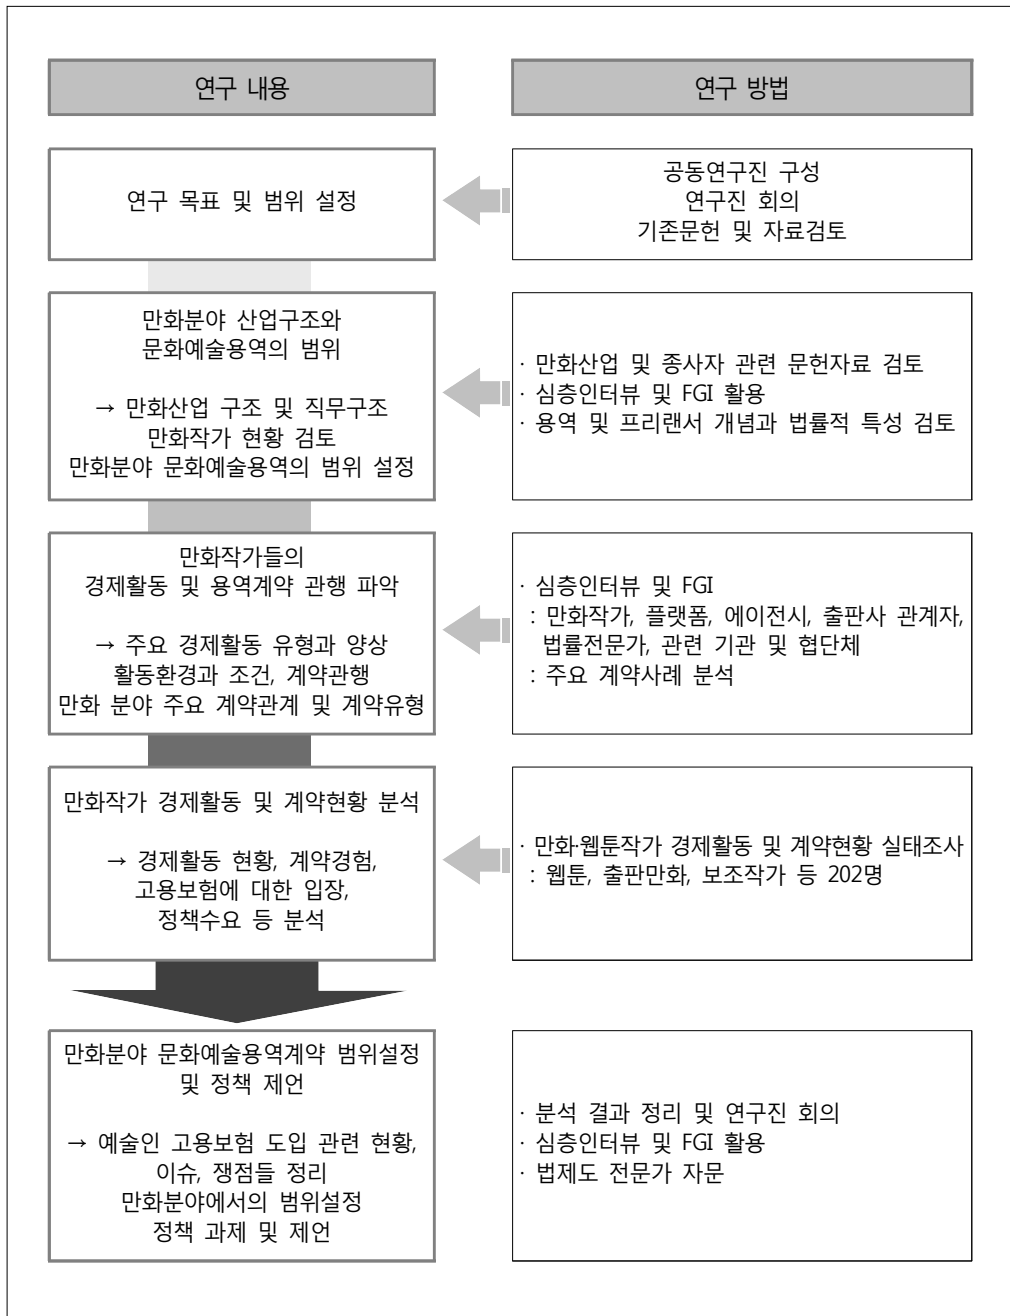 연구 내용
연구 방법
연구 목표 및 범위 설정
공동연구진 구성
연구진 회의
기존문헌 및 자료검토
만화분야 산업구조와
문화예술용역의 범위
→ 만화산업 구조 및 직무구조
만화작가 현황 검토
만화분야 문화예술용역의 범위 설정
· 만화산업 및 종사자 관련 문헌자료 검토
· 심층인터뷰 및 FGI 활용
· 용역 및 프리랜서 개념과 법률적 특성 검토
만화작가들의
경제활동 및 용역계약 관행 파악
→ 주요 경제활동 유형과 양상
활동환경과 조건, 계약관행
만화 분야 주요 계약관계 및 계약유형
· 심층인터뷰 및 FGI
: 만화작가, 플랫폼, 에이전시, 출판사 관계자,
법률전문가, 관련 기관 및 협단체
: 주요 계약사례 분석
만화작가 경제활동 및 계약현황 분석
→ 경제활동 현황, 계약경험,
고용보험에 대한 입장,
정책수요 등 분석
· 만화·웹툰작가 경제활동 및 계약현황 실태조사
: 웹툰, 출판만화, 보조작가 등 202명
만화분야 문화예술용역계약 범위설정
및 정책 제언
→ 예술인 고용보험 도입 관련 현황,
이슈, 쟁점들 정리
만화분야에서의 범위설정
정책 과제 및 제언
· 분석 결과 정리 및 연구진 회의
· 심층인터뷰 및 FGI 활용
· 법제도 전문가 자문